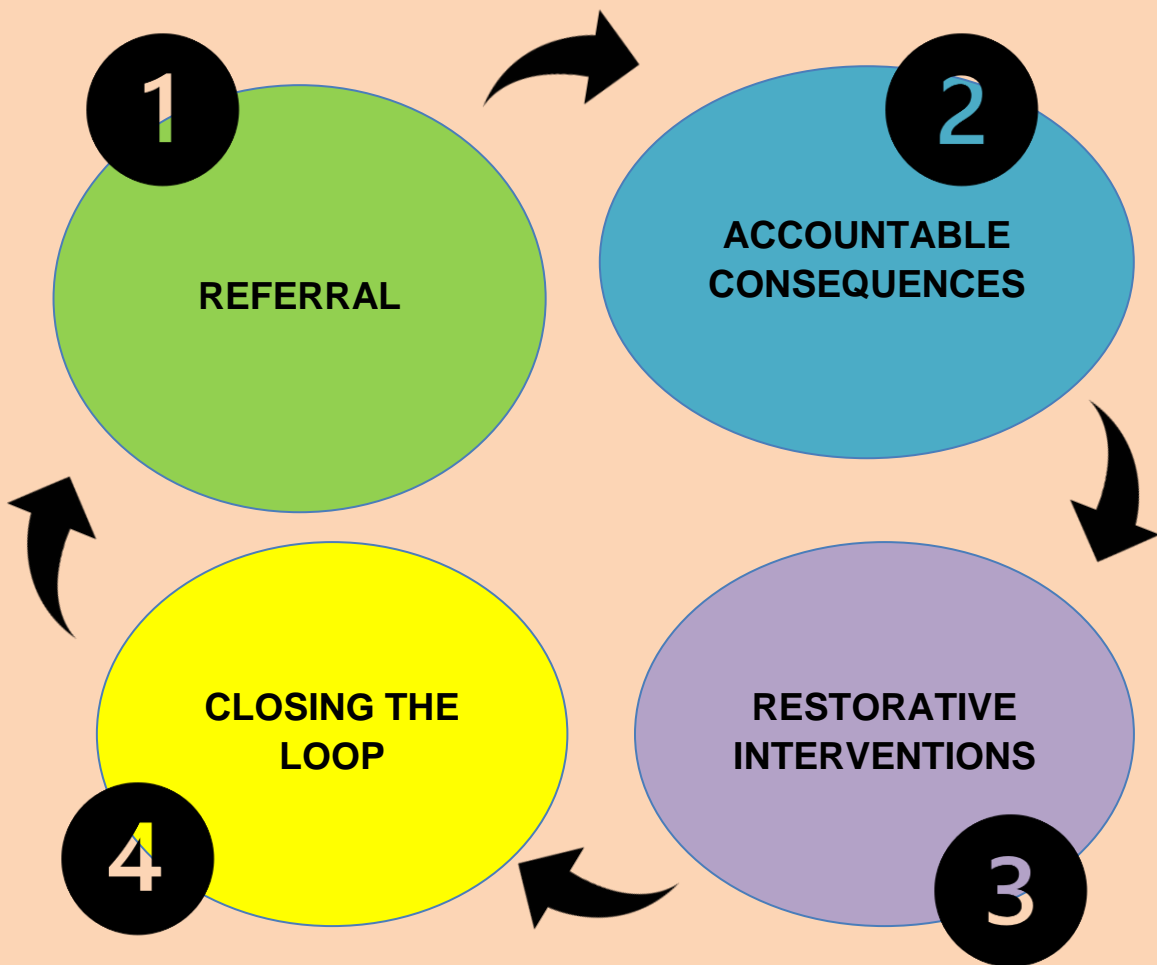 1
REFERRAL
2
ACCOUNTABLE
CONSEQUENCES
3
RESTORATIVE
INTERVENTIONS
4
CLOSING THE
LOOP